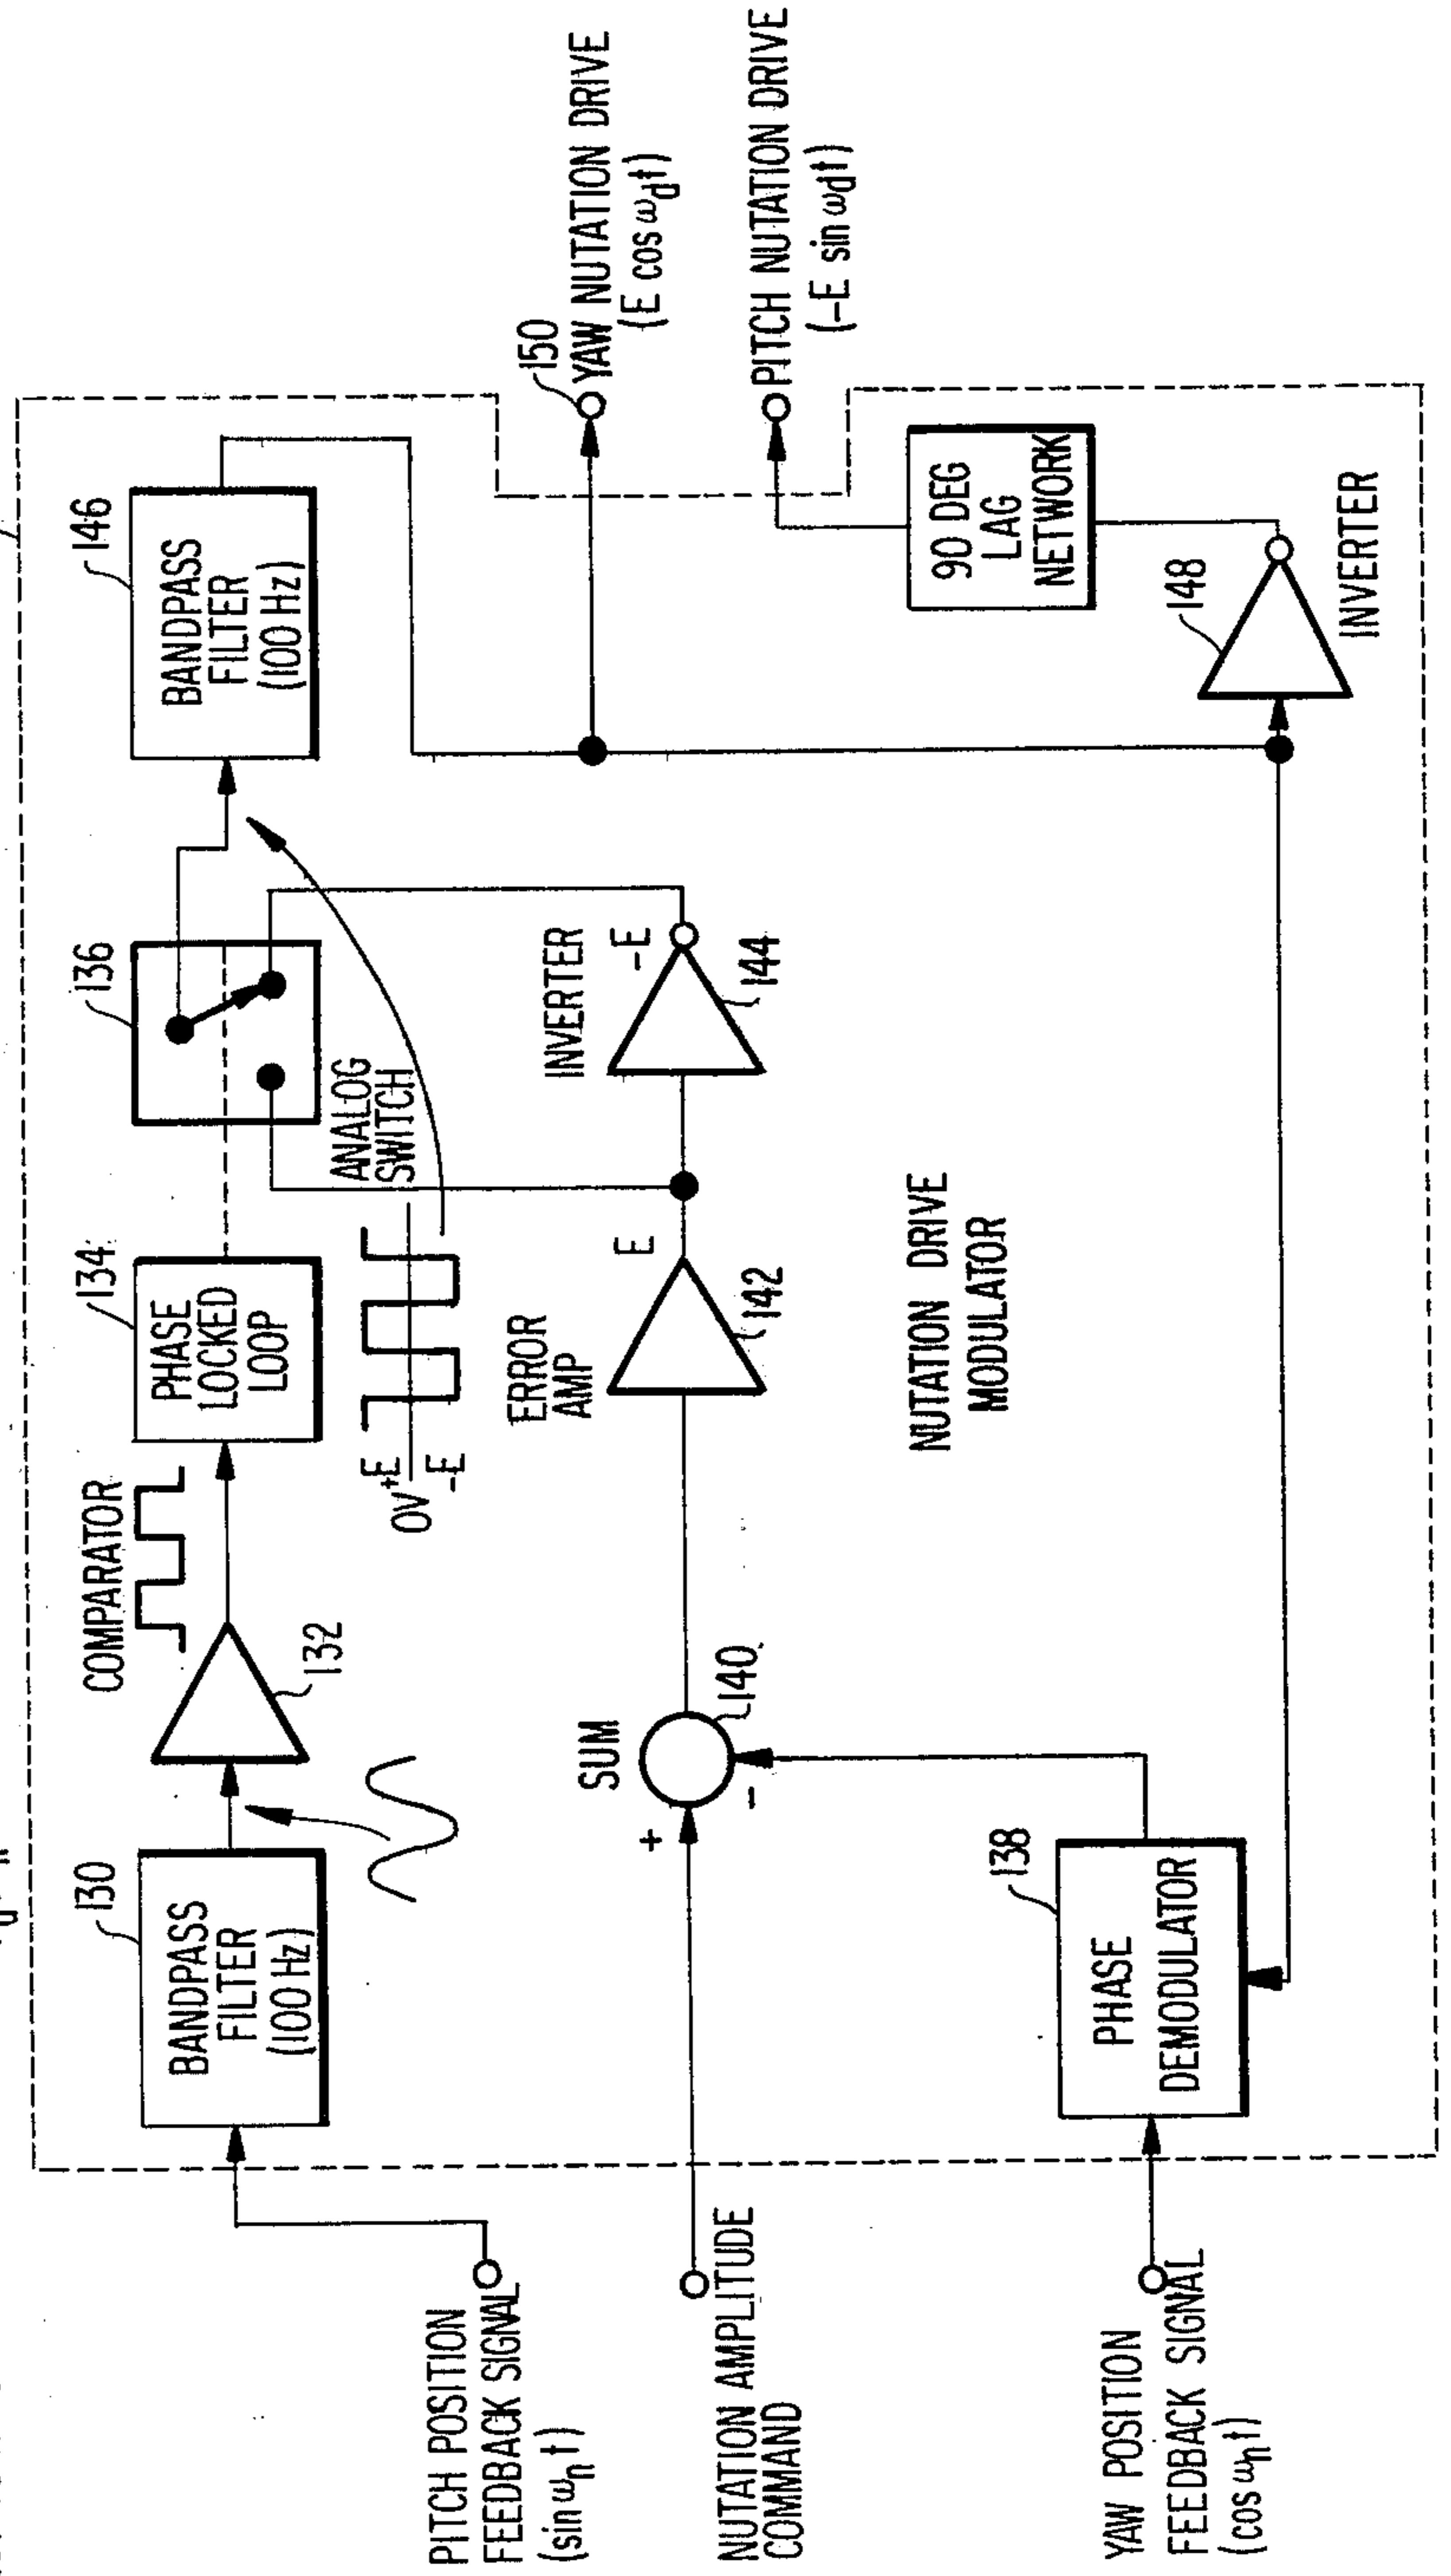 PITCH POSITION
FEEDBACK SIGNAL
(sin ωnt)
130
BANDPASS
FILTER
(100 Hz)
COMPARATOR
132
134
PHASE
LOCKED
LOOP
136
ANALOG
SWITCH
146
BANDPASS
FILTER
(100 Hz)
+E
0V
-E
NUTATION AMPLITUDE
COMMAND
+
SUM
-
140
ERROR
AMP
E
142
INVERTER
-E
144
150
YAW NUTATION DRIVE
(E cos ωdt)
PITCH NUTATION DRIVE
(-E sin ωdt)
90 DEG
LAG
NETWORK
148
INVERTER
NUTATION DRIVE
MODULATOR
YAW POSITION
FEEDBACK SIGNAL
(cos ωnt)
138
PHASE
DEMODULATOR